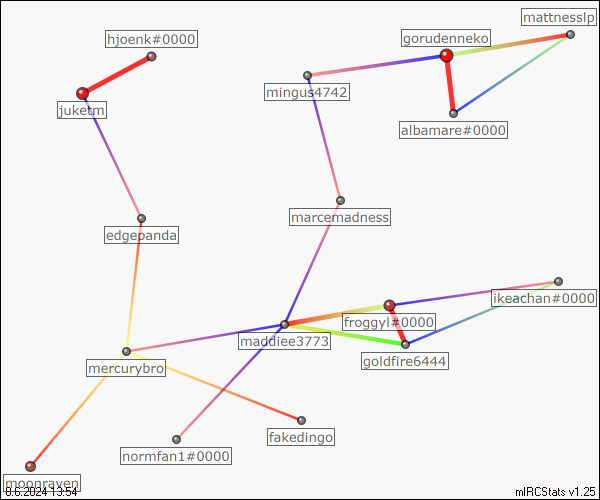 mattnesslp
hjoenk#0000
gorudenneko
mingus4742
juketm
albamare#0000
marcemadness
edgepanda
ikeachan#0000
froggyl#0000
maddiee3773
goldfire6444
mercurybro
fakedingo
normfan1#0000
moonraven
8.6.2024 13:54
mIRCStats v1.25